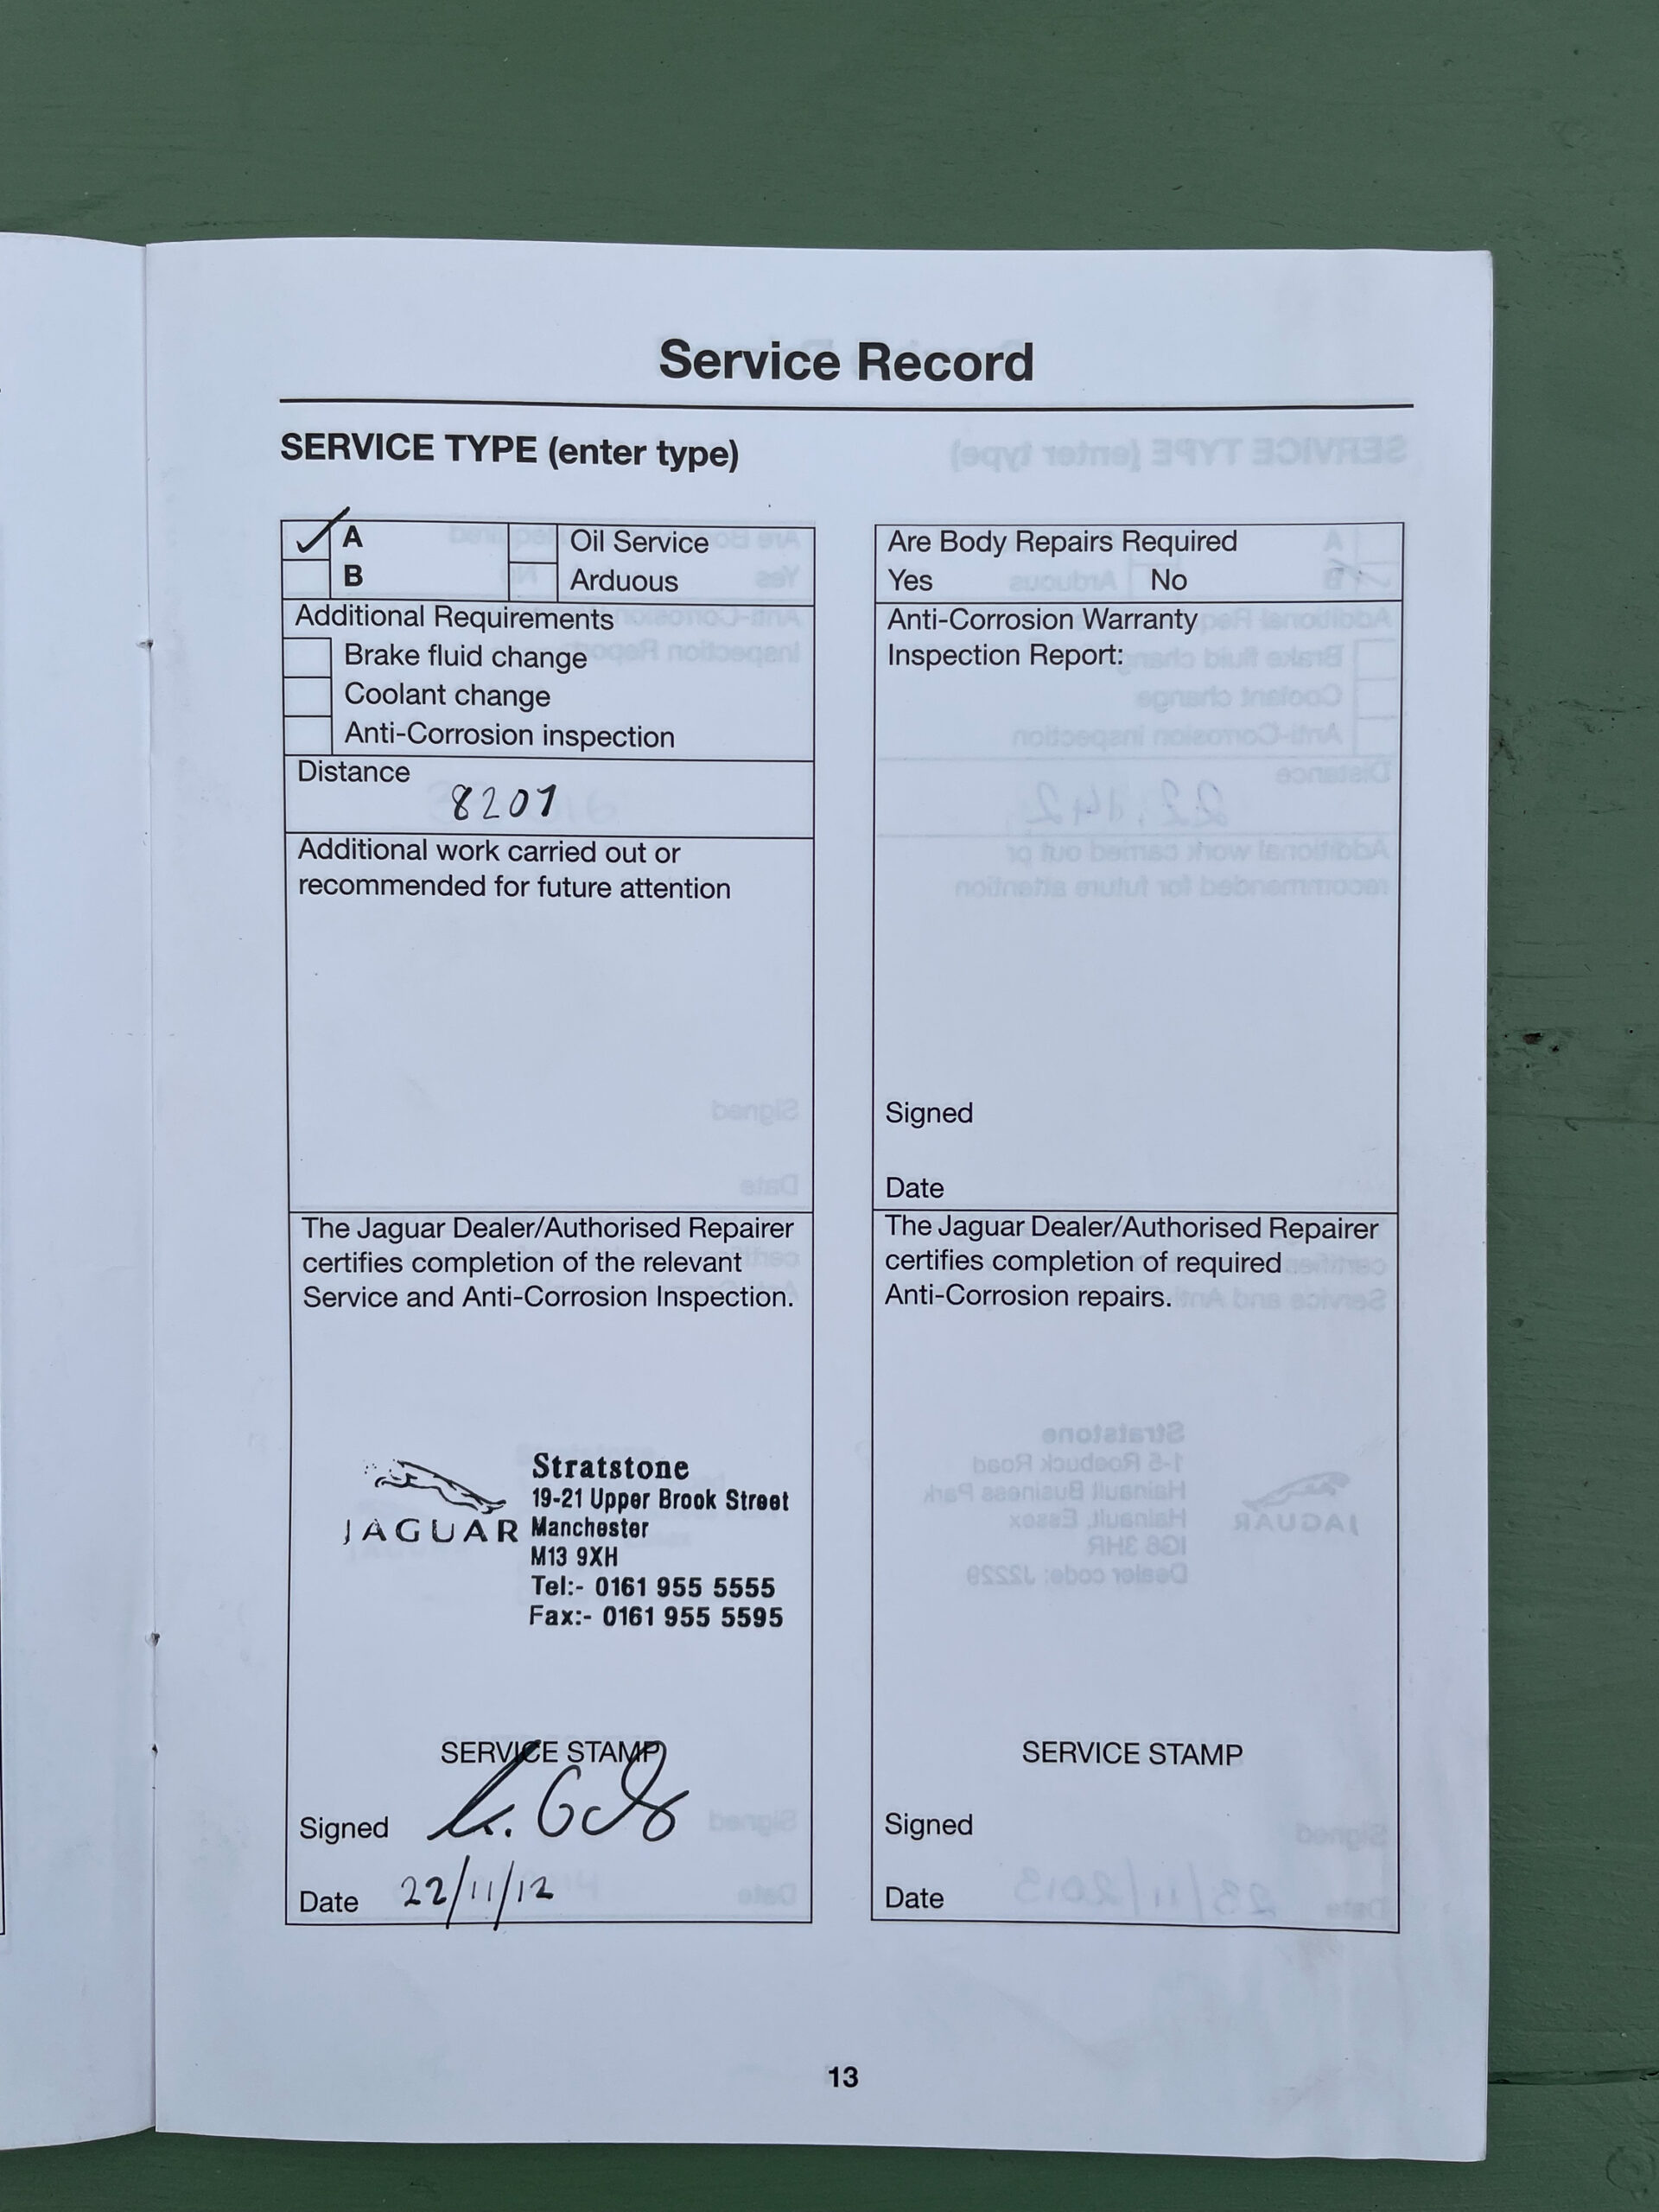 Service Record
SERVICE TYPE (enter type)
A
Oil Service
B
Arduous
Additional Requirements
Brake fluid change
Coolant change
Anti-Corrosion inspection
Distance
8201
Additional work carried out or
recommended for future attention
The Jaguar Dealer/Authorised Repairer
certifies completion of the relevant
Service and Anti-Corrosion Inspection.
JAGUAR
Stratstone
19-21 Upper Brook Street
Manchester
M13 9XH
Tel:- 0161 955 5555
Fax:- 0161 955 5595
SERVICE STAMP
Signed
Date 22/11/12
Are Body Repairs Required
Yes No
Anti-Corrosion Warranty
Inspection Report:
Signed
Date
The Jaguar Dealer/Authorised Repairer
certifies completion of required
Anti-Corrosion repairs.
SERVICE STAMP
Signed
Date
13